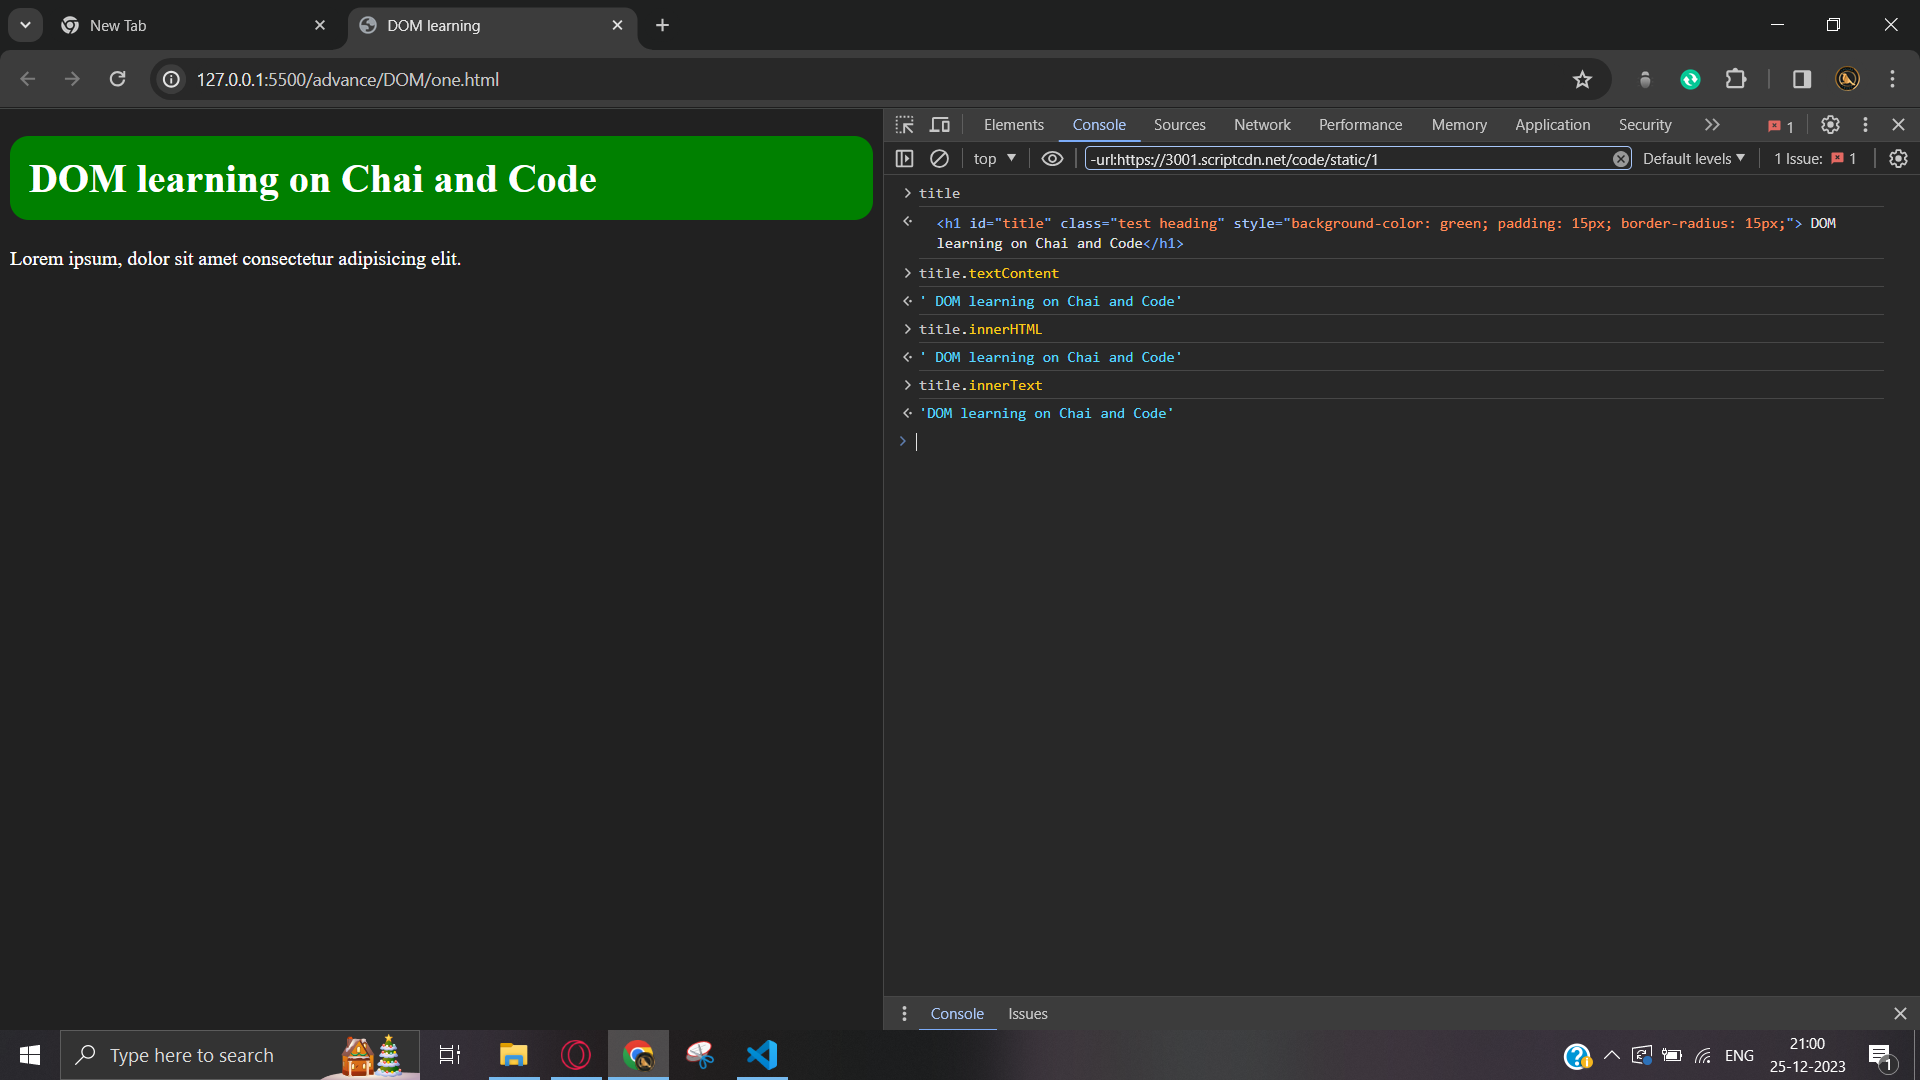 New Tab
DOM learning
127.0.0.1:5500/advance/DOM/one.html
DOM learning on Chai and Code
Lorem ipsum, dolor sit amet consectetur adipisicing elit.
Elements Console Sources Network Performance Memory Application Security 1
top -url:https://3001.scriptcdn.net/code/static/1 Default levels 1 Issue: 1
title
<h1 id="title" class="test heading" style="background-color: green; padding: 15px; border-radius: 15px;"> DOM
learning on Chai and Code</h1>
title.textContent
' DOM learning on Chai and Code'
title.innerHTML
' DOM learning on Chai and Code'
title.innerText
'DOM learning on Chai and Code'
Console Issues
Type here to search
ENG
21:00
25-12-2023
1